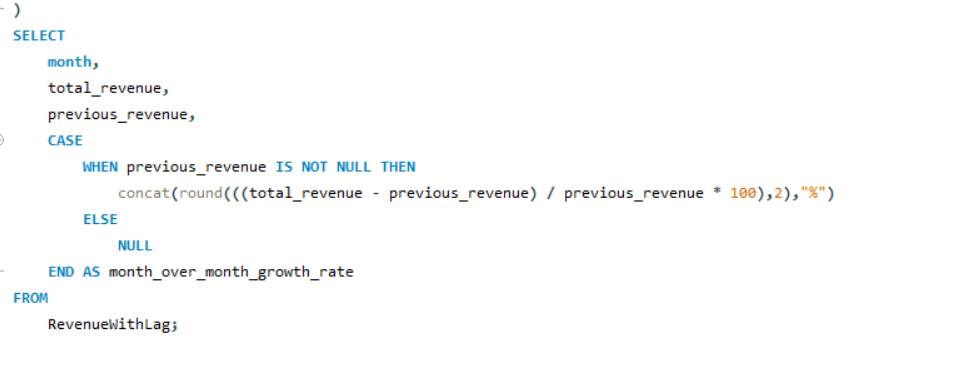 )
SELECT
    month,
    total_revenue,
    previous_revenue,
    CASE
        WHEN previous_revenue IS NOT NULL THEN
            concat(round(((total_revenue - previous_revenue) / previous_revenue * 100),2),"%")
        ELSE
            NULL
    END AS month_over_month_growth_rate
FROM
    RevenueWithLag;